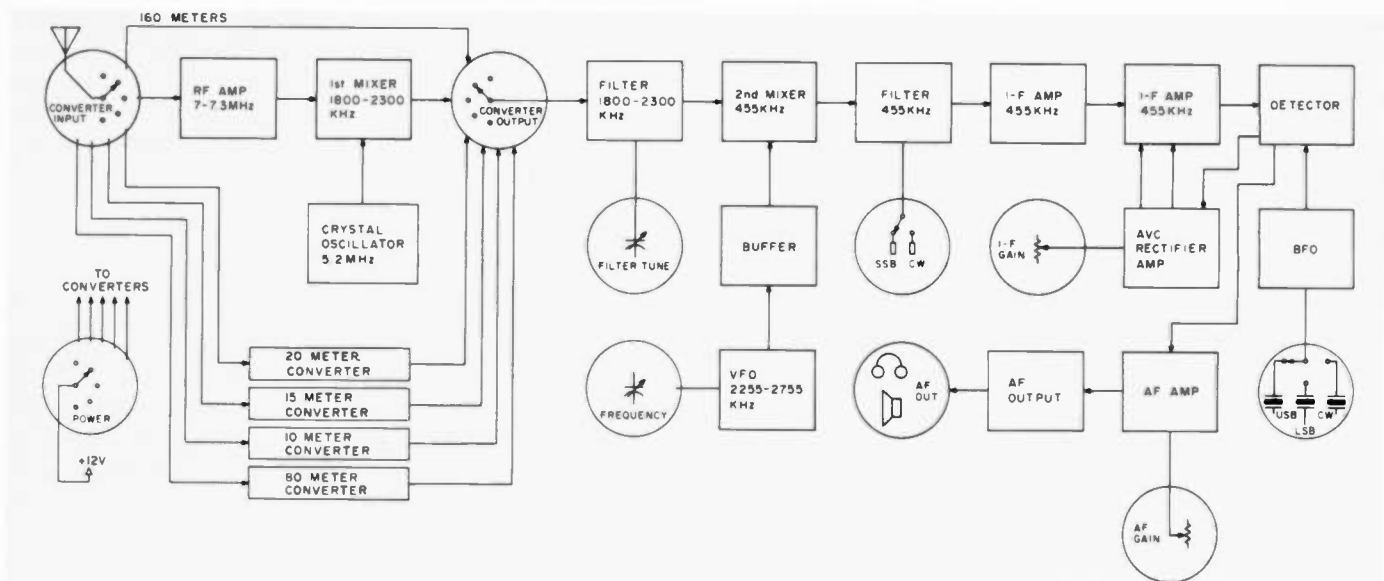 160 METERS
CONVERTER
INPUT
RF AMP
7-7.3MHz
1st MIXER
1800-2300
KHz
CONVERTER
OUTPUT
FILTER
1800-2300
KHz
2nd MIXER
455KHz
FILTER
455KHz
I-F AMP
455KHz
I-F AMP
455KHz
DETECTOR
CRYSTAL
OSCILLATOR
5.2MHz
FILTER TUNE
BUFFER
SSB CW
I-F
GAIN
AVC
RECTIFIER
AMP
BFO
TO
CONVERTERS
POWER
+12V
20 METER
CONVERTER
15 METER
CONVERTER
10 METER
CONVERTER
80 METER
CONVERTER
FREQUENCY
VFO
2255-2755
KHz
AF
OUT
AF
OUTPUT
AF AMP
USB CW
LSB
AF
GAIN